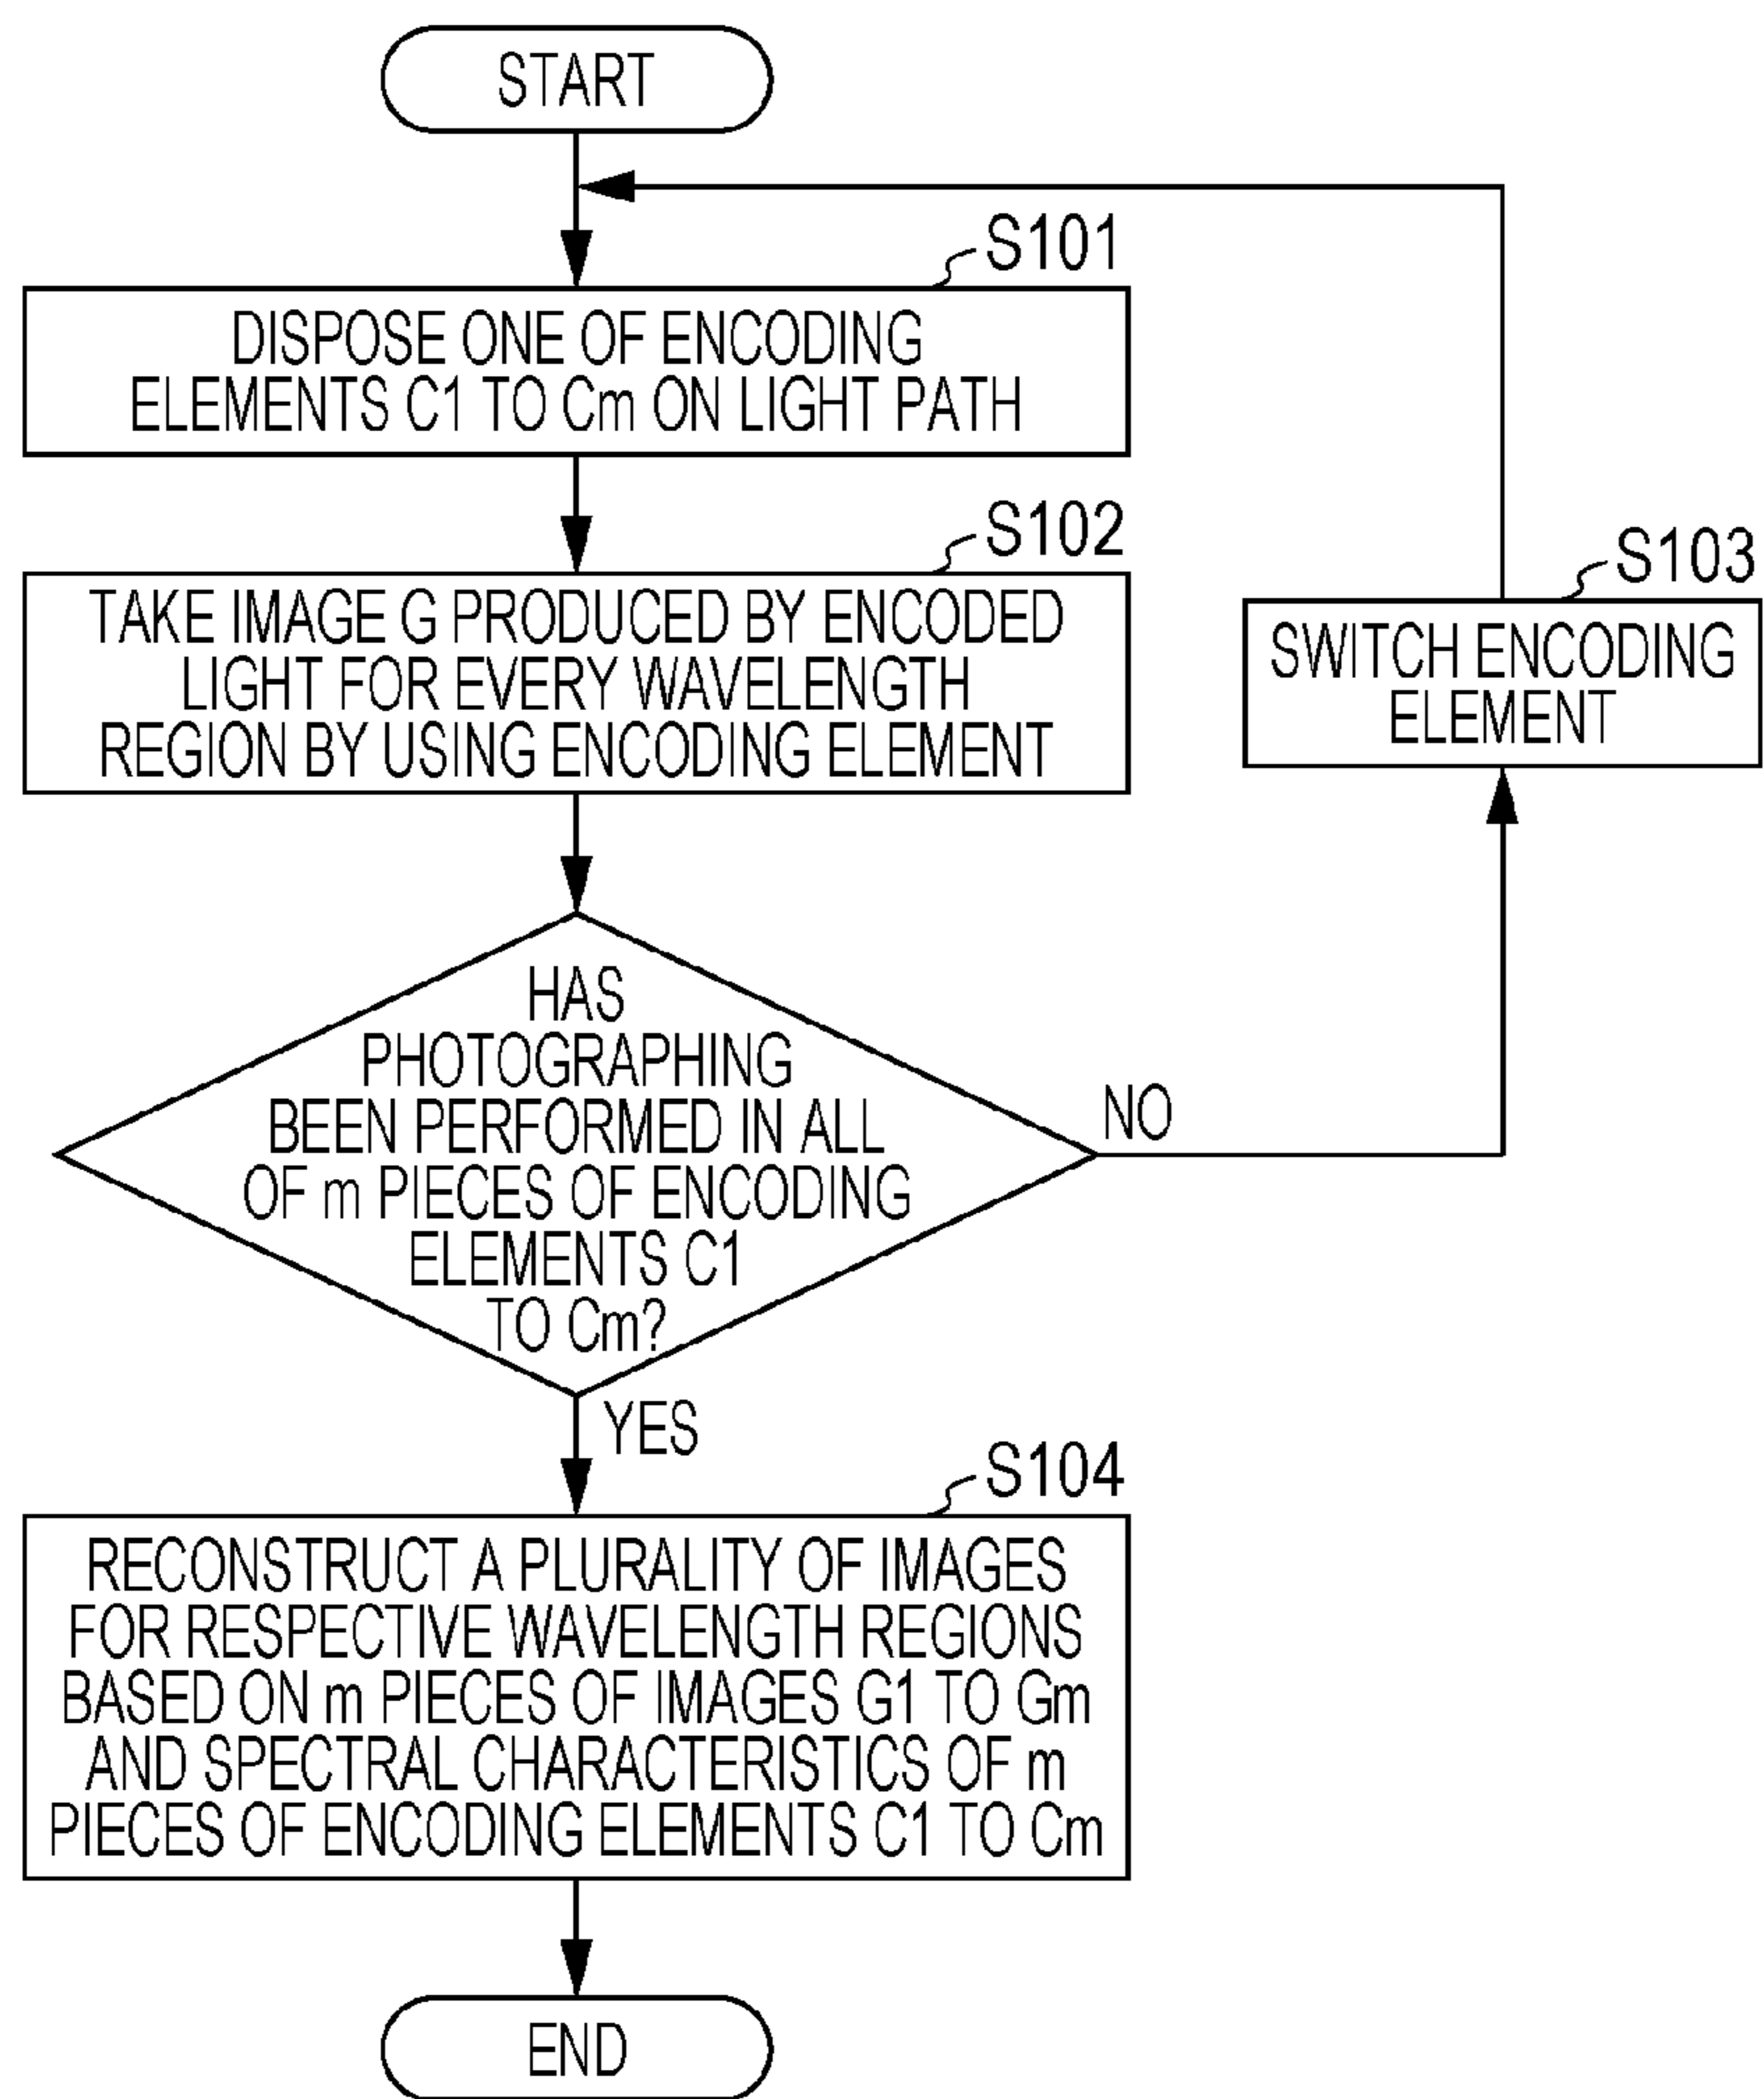 START
S101
DISPOSE ONE OF ENCODING
ELEMENTS C1 TO Cm ON LIGHT PATH
S102
TAKE IMAGE G PRODUCED BY ENCODED
LIGHT FOR EVERY WAVELENGTH
REGION BY USING ENCODING ELEMENT
S103
SWITCH ENCODING
ELEMENT
HAS
PHOTOGRAPHING
BEEN PERFORMED IN ALL
OF m PIECES OF ENCODING
ELEMENTS C1
TO Cm?
NO
YES
S104
RECONSTRUCT A PLURALITY OF IMAGES
FOR RESPECTIVE WAVELENGTH REGIONS
BASED ON m PIECES OF IMAGES G1 TO Gm
AND SPECTRAL CHARACTERISTICS OF m
PIECES OF ENCODING ELEMENTS C1 TO Cm
END